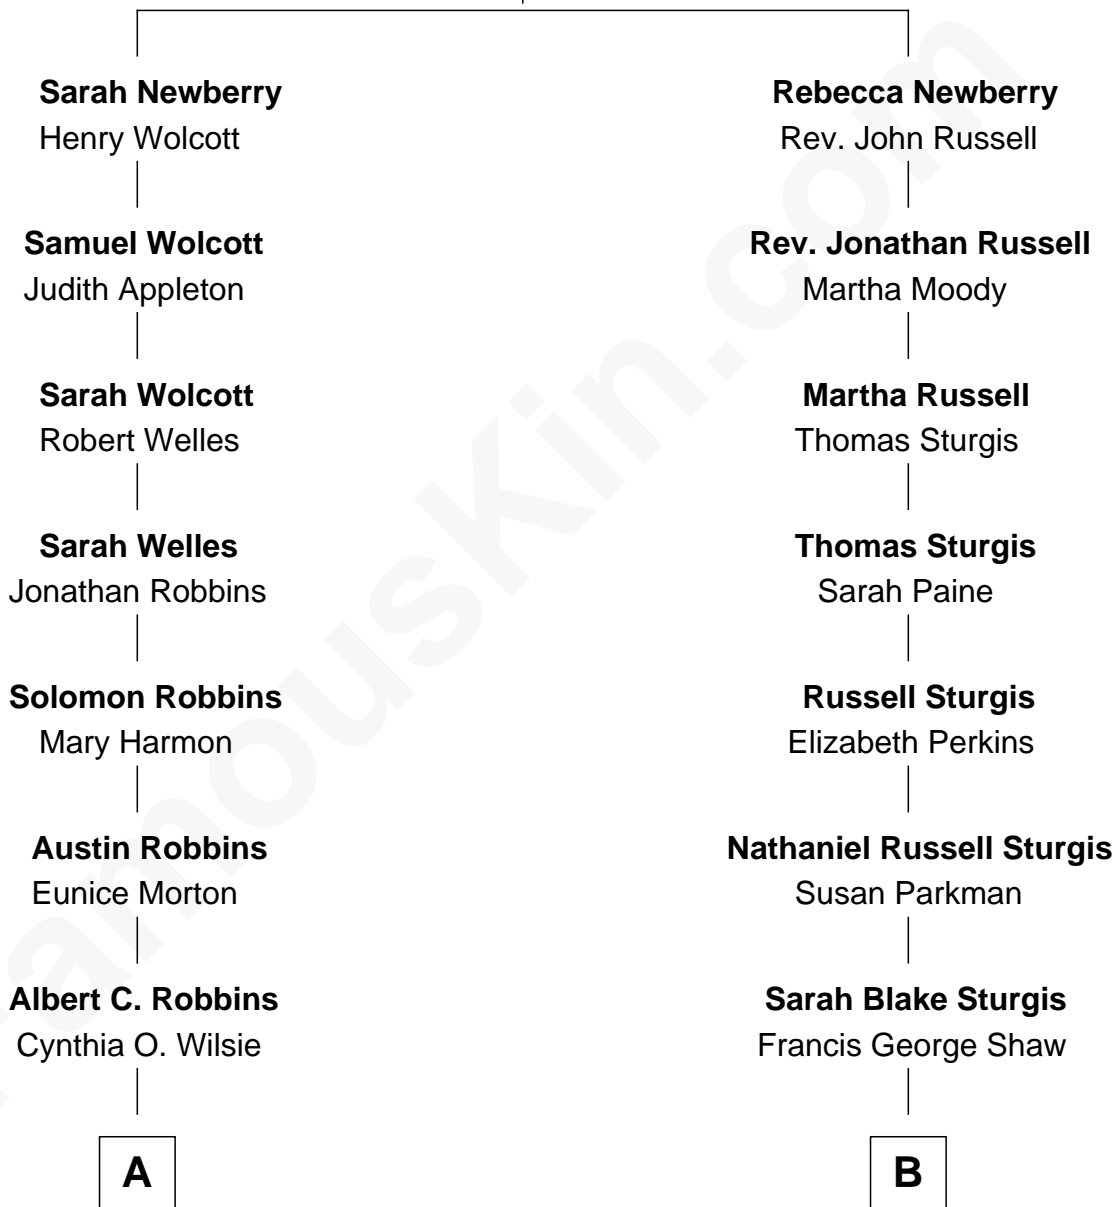 Sarah Newberry
Henry Wolcott
Rebecca Newberry
Rev. John Russell
Samuel Wolcott
Judith Appleton
Rev. Jonathan Russell
Martha Moody
Sarah Wolcott
Robert Welles
Martha Russell
Thomas Sturgis
Sarah Welles
Jonathan Robbins
Thomas Sturgis
Sarah Paine
Solomon Robbins
Mary Harmon
Russell Sturgis
Elizabeth Perkins
Austin Robbins
Eunice Morton
Nathaniel Russell Sturgis
Susan Parkman
Albert C. Robbins
Cynthia O. Wilsie
Sarah Blake Sturgis
Francis George Shaw
A
B
FamousKin.com